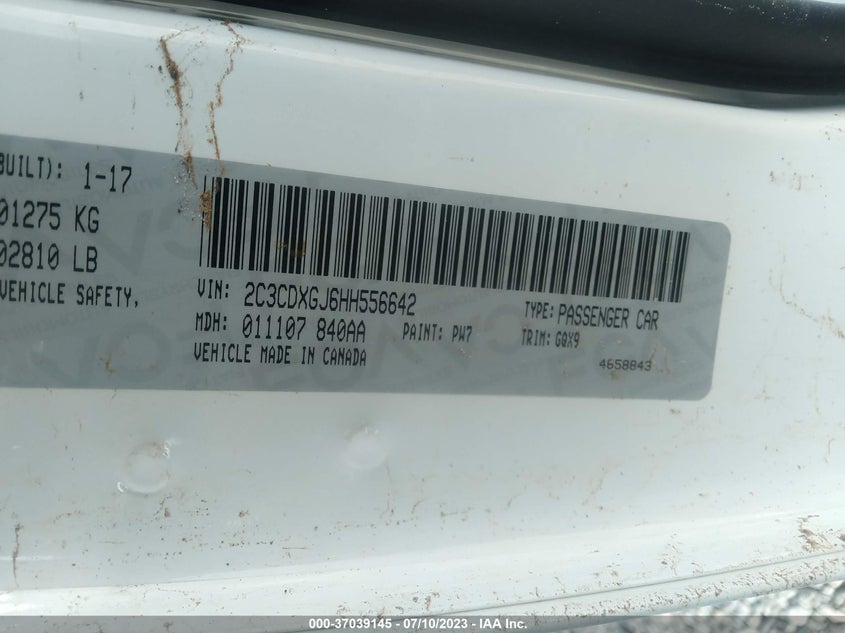 BUILT): 1-17
01275 KG
02810 LB
VEHICLE SAFETY,
VIN: 2C3CDXGJ6HH556642
MDH: 011107 840AA
PAINT: PW7
VEHICLE MADE IN CANADA
TYPE: PASSENGER CAR
TRIM: GQX9
4658843
000-37039145 - 07/10/2023 - IAA Inc.